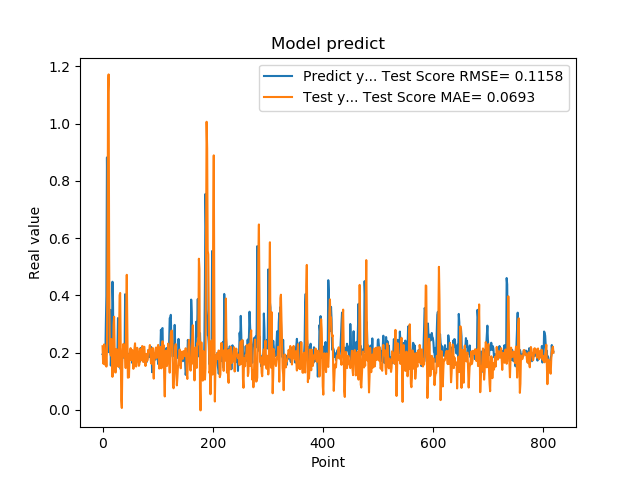 Model predict
Predict y... Test Score RMSE= 0.1158
Test y... Test Score MAE= 0.0693
1.2
1.0
0.8
0.6
0.4
0.2
0.0
Real value
0 200 400 600 800
Point